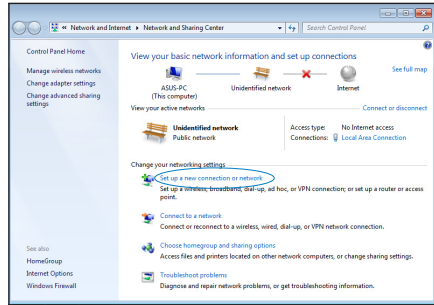 « Network and Internet ▸ Network and Sharing Center
Search Control Panel
Control Panel Home
Manage wireless networks
Change adapter settings
Change advanced sharing
settings
See also
HomeGroup
Internet Options
Windows Firewall
View your basic network information and set up connections
See full map
ASUS-PC
(This computer)
Unidentified network
Internet
View your active networks
Connect or disconnect
Unidentified network
Public network
Access type: No Internet access
Connections: Local Area Connection
Change your networking settings
Set up a new connection or network
Set up a wireless, broadband, dial-up, ad hoc, or VPN connection; or set up a router or access
point.
Connect to a network
Connect or reconnect to a wireless, wired, dial-up, or VPN network connection.
Choose homegroup and sharing options
Access files and printers located on other network computers, or change sharing settings.
Troubleshoot problems
Diagnose and repair network problems, or get troubleshooting information.